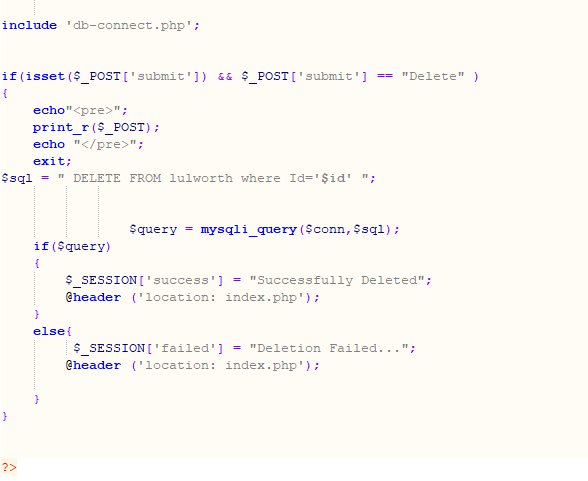 include 'db-connect.php';
if(isset($_POST['submit']) && $_POST['submit'] == "Delete" )
{
echo"<pre>";
print_r($_POST);
echo "</pre>";
exit;
$sql = " DELETE FROM lulworth where Id='$id' ";
$query = mysqli_query($conn,$sql);
if($query)
{
$_SESSION['success'] = "Successfully Deleted";
@header ('location: index.php');
}
else{
$_SESSION['failed'] = "Deletion Failed...";
@header ('location: index.php');
}
}
?>